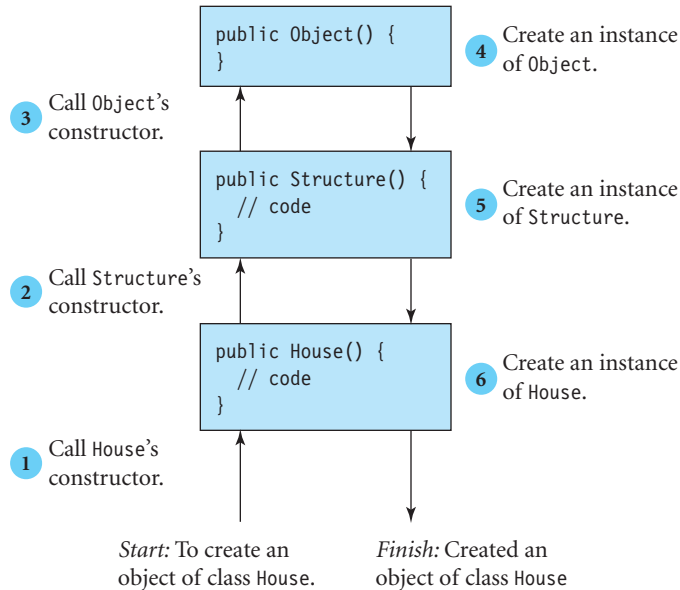 public Object() {
}
4 Create an instance
of Object.
3 Call Object's
constructor.
public Structure() {
// code
}
5 Create an instance
of Structure.
2 Call Structure's
constructor.
public House() {
// code
}
6 Create an instance
of House.
1 Call House's
constructor.
Start: To create an
object of class House.
Finish: Created an
object of class House